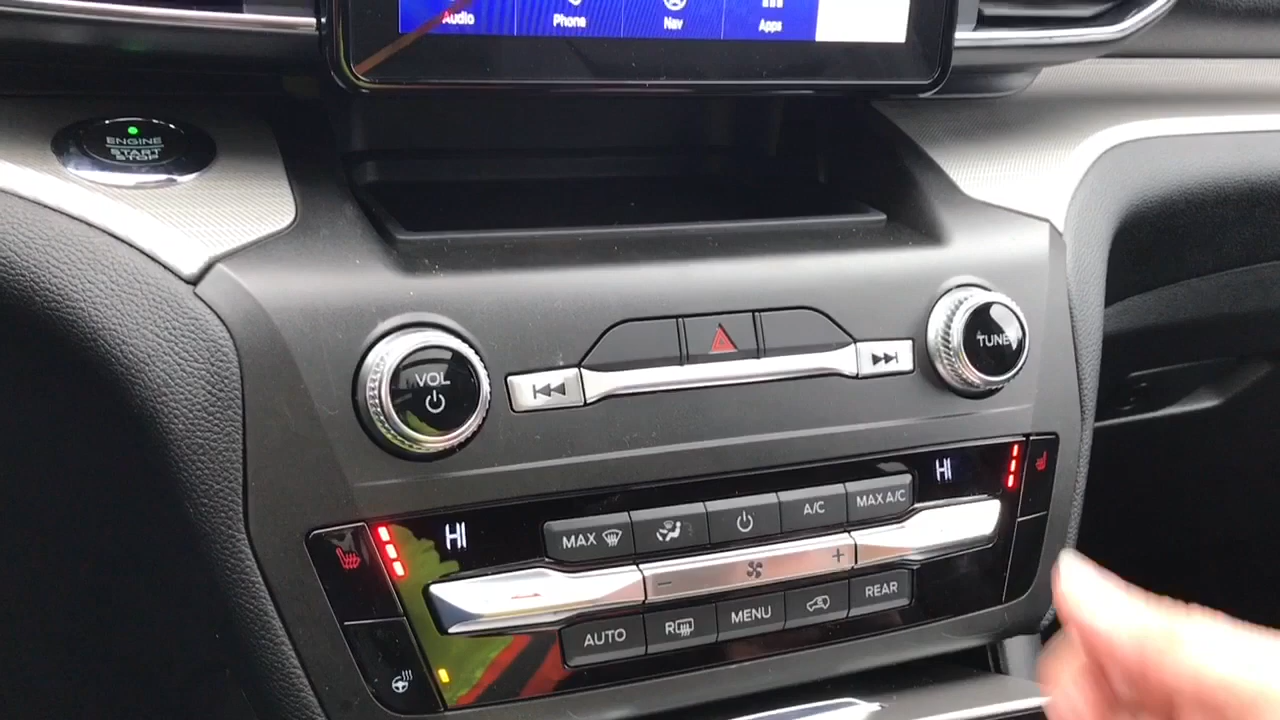 Audio
Phone
Nav
Apps
ENGINE
START
STOP
VOL
TUNE
HI
HI
MAX
A/C
MAX A/C
- +
AUTO
R
MENU
REAR